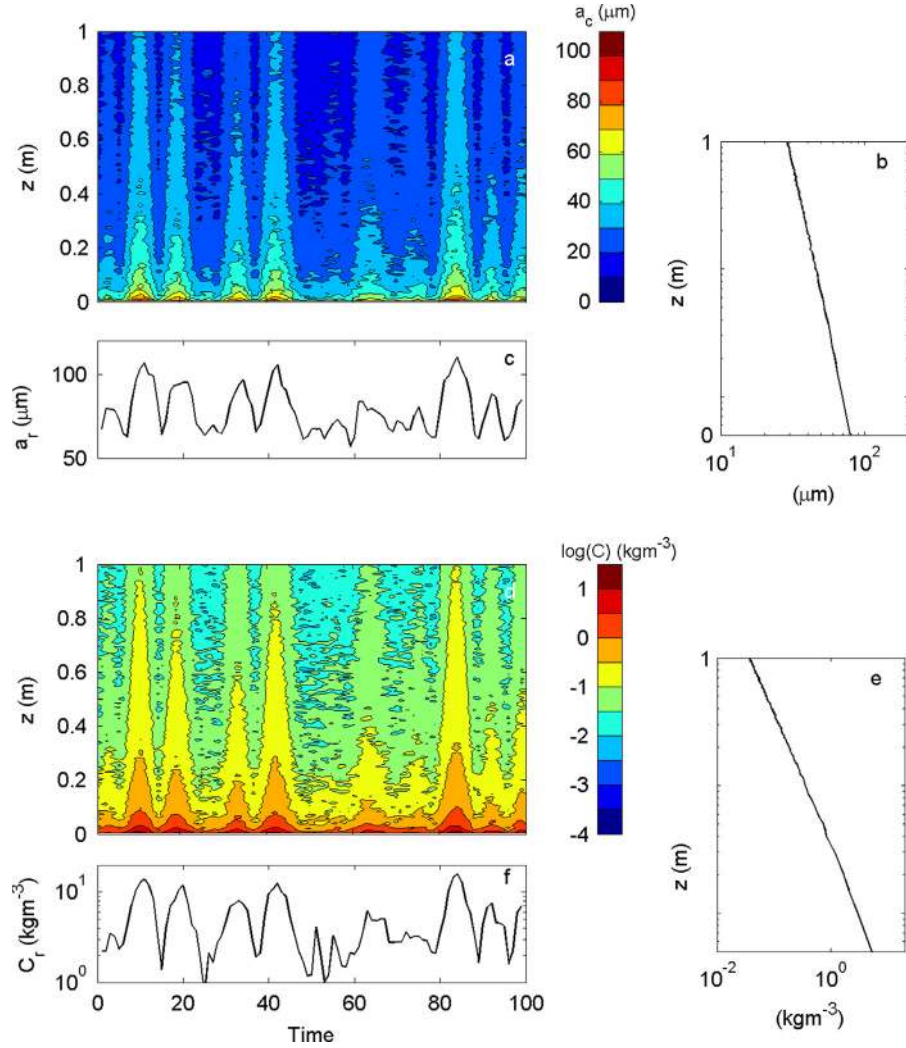 a_c (μm)
1
0.8
0.6
0.4
0.2
0
z (m)
a
100
80
60
40
20
0
1
z (m)
0
b
10^1
10^2
(μm)
100
50
a_r (μm)
c
log(C) (kgm^-3)
1
0.8
0.6
0.4
0.2
0
z (m)
d
1
0
-1
-2
-3
-4
1
z (m)
e
10^-2
10^0
(kgm^-3)
10^1
10^0
C_r (kgm^-3)
f
0
20
40
60
80
100
Time